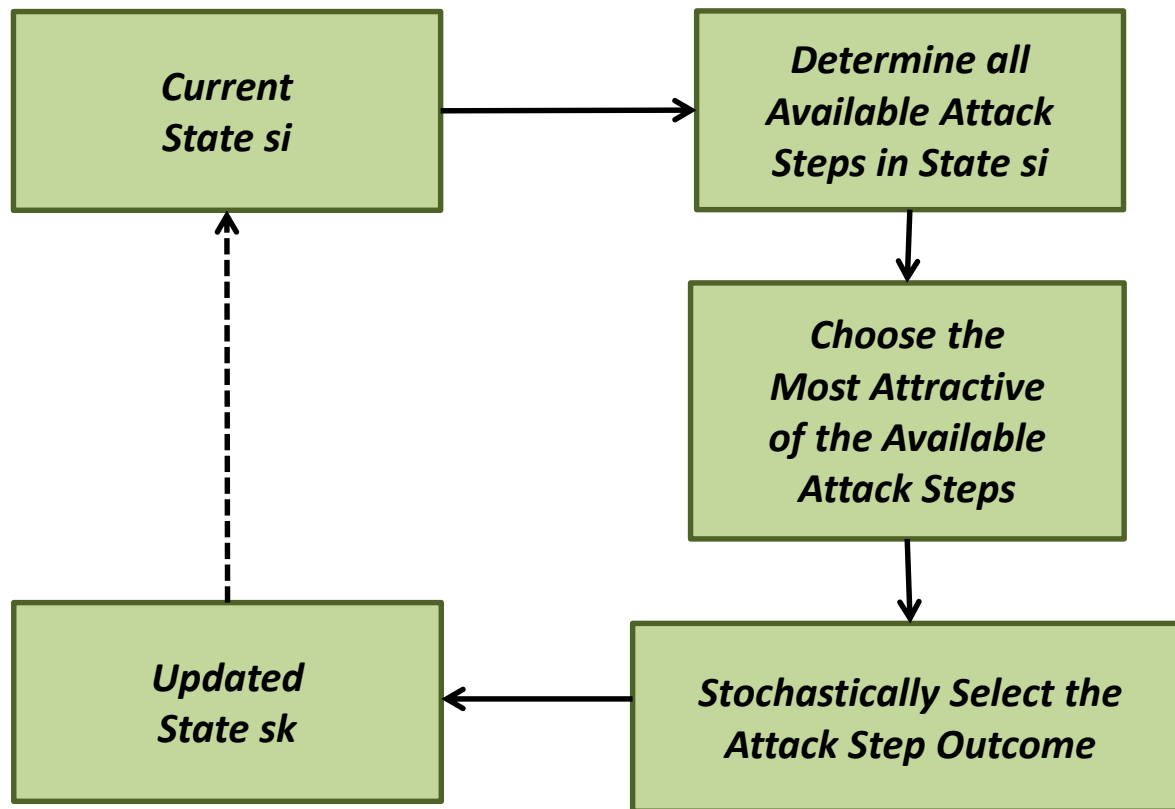 Current
State si
Determine all
Available Attack
Steps in State si
Choose the
Most Attractive
of the Available
Attack Steps
Stochastically Select the
Attack Step Outcome
Updated
State sk